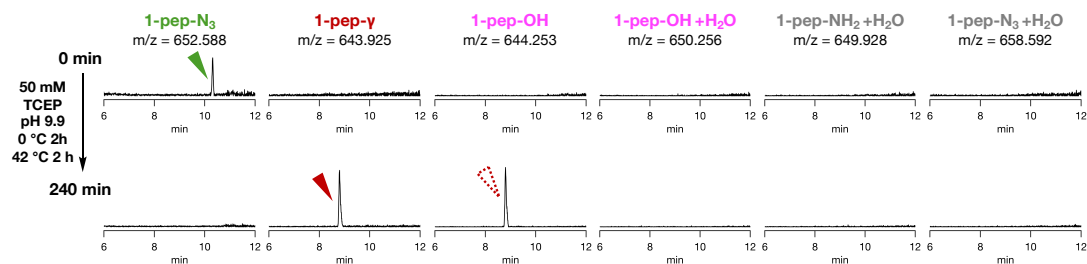 1-pep-N₃ 1-pep-γ 1-pep-OH 1-pep-OH +H₂O 1-pep-NH₂ +H₂O 1-pep-N₃ +H₂O
m/z = 652.588 m/z = 643.925 m/z = 644.253 m/z = 650.256 m/z = 649.928 m/z = 658.592
0 min
50 mM
TCEP
pH 9.9
0 °C 2h
42 °C 2 h
6 8 10 12 6 8 10 12 6 8 10 12 6 8 10 12 6 8 10 12 6 8 10 12
min min min min min min
240 min
6 8 10 12 6 8 10 12 6 8 10 12 6 8 10 12 6 8 10 12 6 8 10 12
min min min min min min